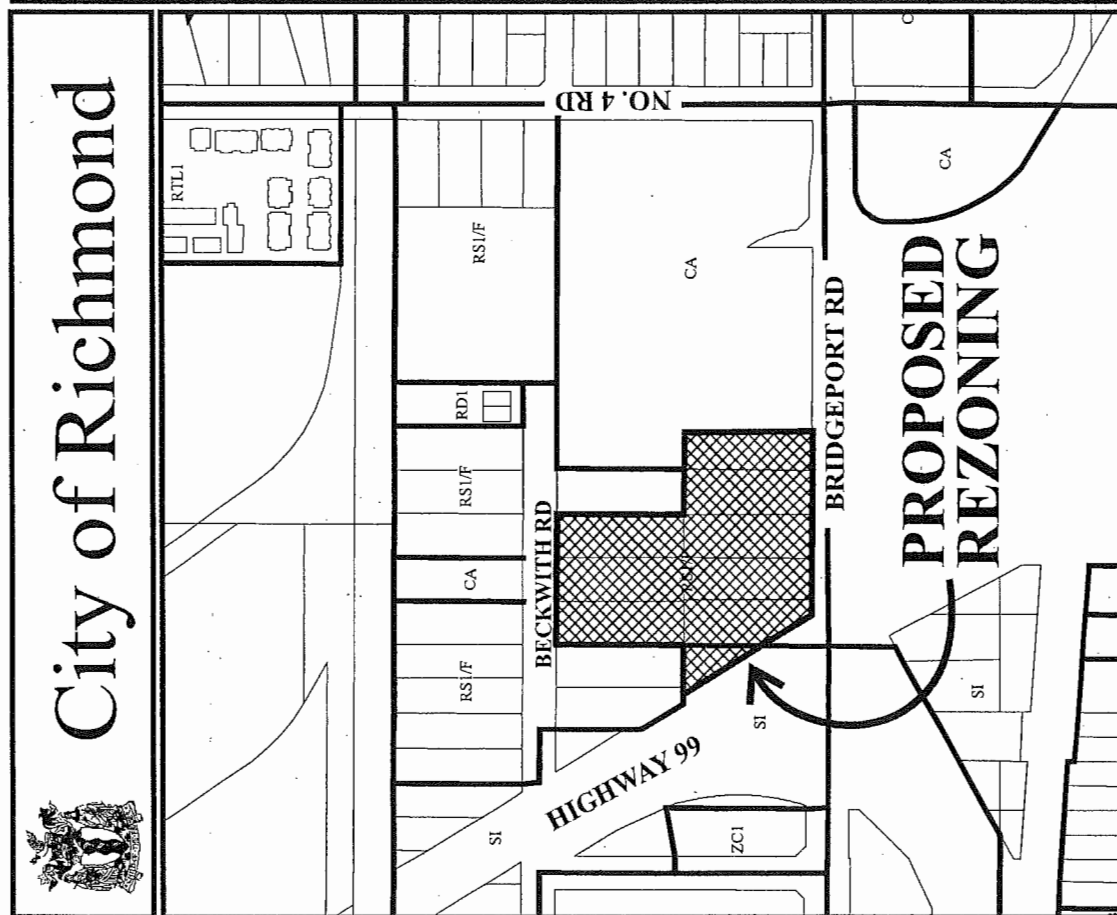 City of Richmond
NO. 4 RD
RTL1
CA
RS1/F
CA
RD1
BRIDGEPORT RD
PROPOSED
REZONING
RS1/F
BECKWITH RD
CA
RS1/F
SI
SI
HIGHWAY 99
SI
ZC1